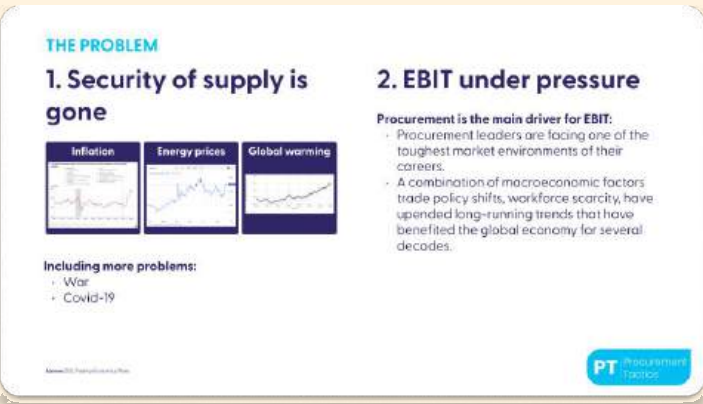 THE PROBLEM
1. Security of supply is
gone
Inflation
Energy prices
Global warming
Including more problems:
· War
· Covid-19
2. EBIT under pressure
Procurement is the main driver for EBIT:
· Procurement leaders are facing one of the
toughest market environments of their
careers.
· A combination of macroeconomic factors
trade policy shifts, workforce scarcity, have
upended long-running trends that have
benefited the global economy for several
decades.
PT
Procurement
Tactics